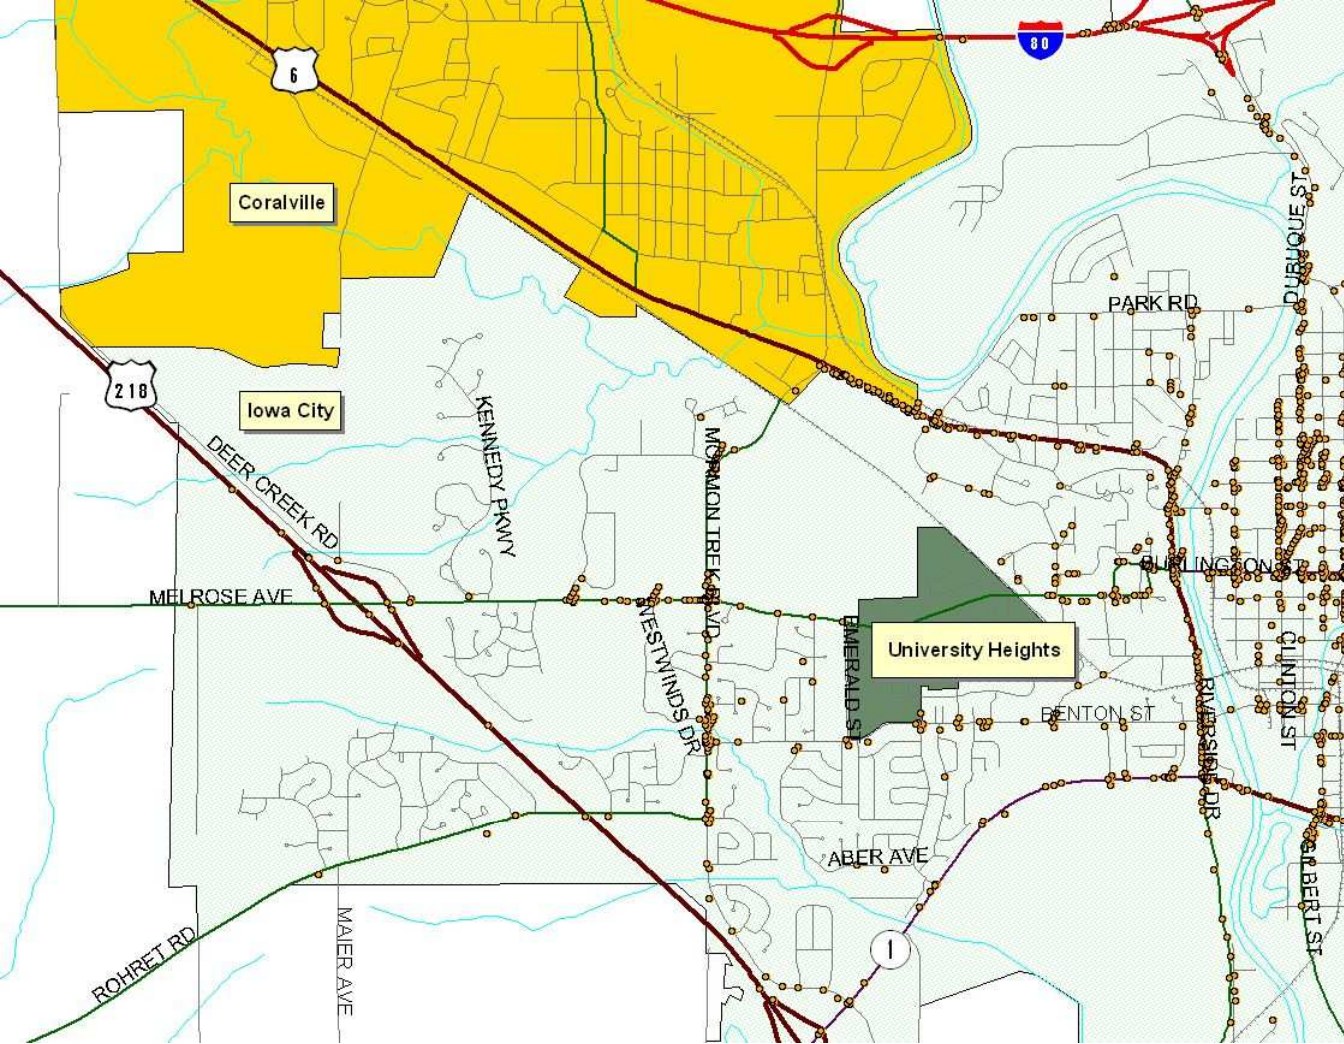 80
6
Coralville
DUBUQUE ST
PARK RD
218
Iowa City
DEER CREEK RD
KENNEDY PKWY
MORMON TREK BLVD
BURLINGTON ST
MELROSE AVE
WESTWINDS DR
EMERALD ST
University Heights
CLINTON ST
BENTON ST
RIVERSIDE DR
ABER AVE
GILBERT ST
MAIER AVE
ROHRET RD
1